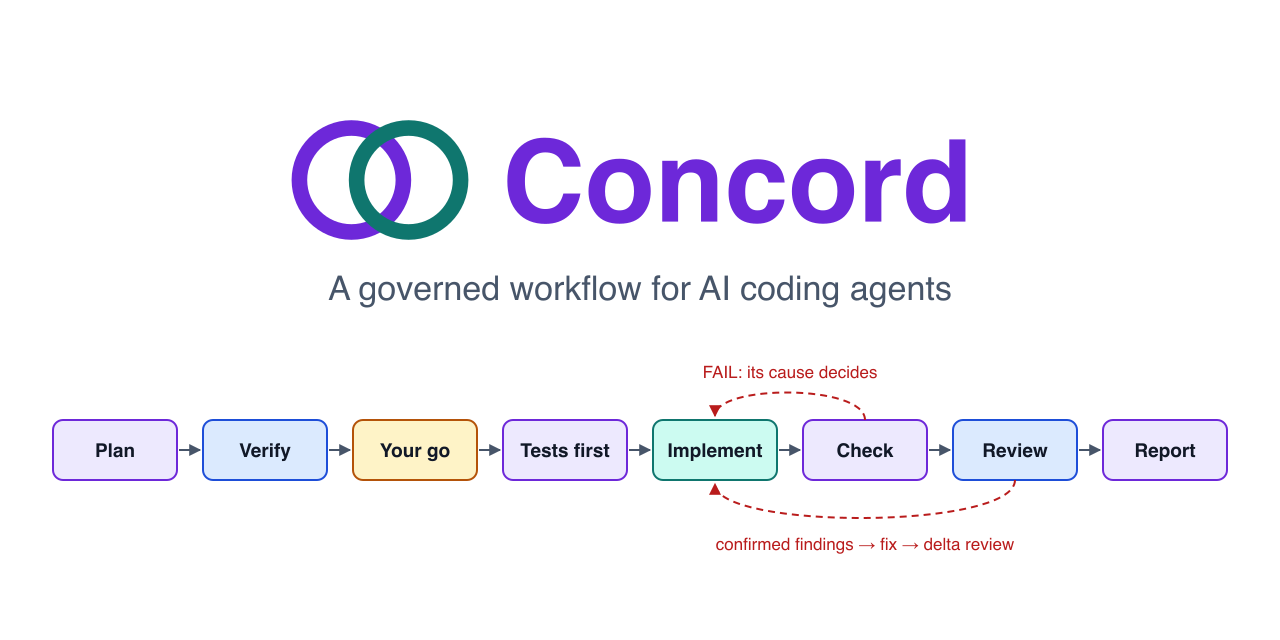 Concord
A governed workflow for AI coding agents
FAIL: its cause decides
Plan
Verify
Your go
Tests first
Implement
Check
Review
Report
confirmed findings → fix → delta review